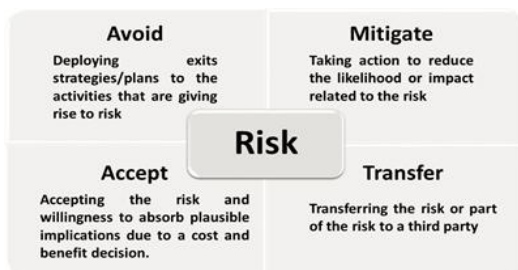 Avoid
Deploying exits
strategies/plans to the
activities that are giving
rise to risk
Mitigate
Taking action to reduce
the likelihood or impact
related to the risk
Risk
Accept
Accepting the risk and
willingness to absorb plausible
implications due to a cost and
benefit decision.
Transfer
Transferring the risk or part
of the risk to a third party